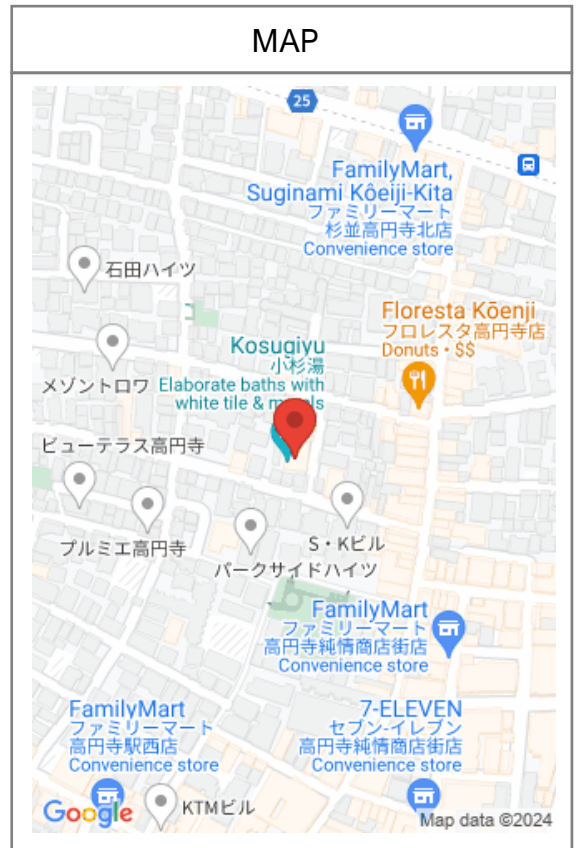 MAP
25
FamilyMart,
Suginami Kôeiji-Kita
ファミリーマート
杉並高円寺北店
Convenience store
石田ハイツ
Floresta Kōenji
フロレスタ高円寺店
Donuts • $$
Kosugiyu
小杉湯
Elaborate baths with
white tile & m
ls
メゾントロワ
ビューテラス高円寺
プルミエ高円寺
S・Kビル
パークサイドハイツ
FamilyMart
ファミリーマート
高円寺純情商店街店
Convenience store
FamilyMart
ファミリーマート
高円寺駅西店
Convenience store
7-ELEVEN
セブン-イレブン
高円寺純情商店街店
Convenience store
Google
KTMビル
Map data ©2024